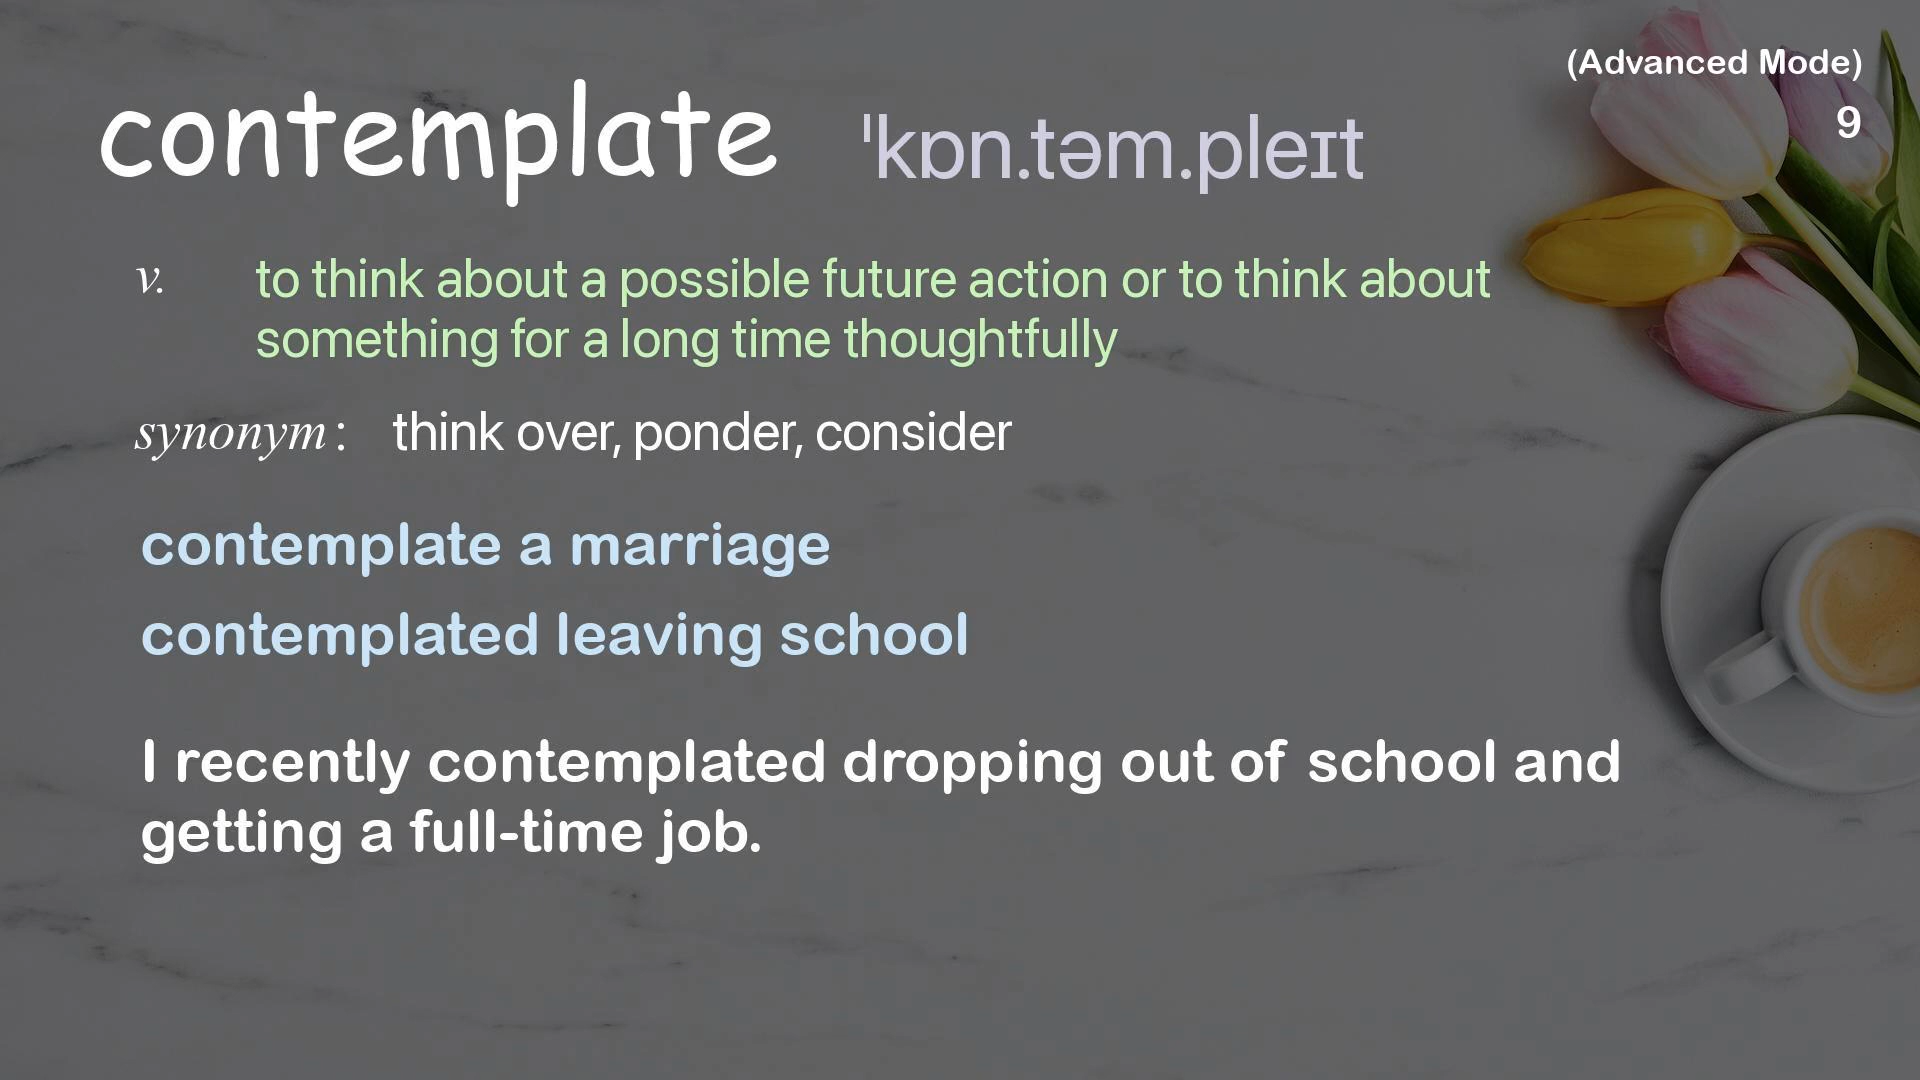 (Advanced Mode)
contemplate ˈkɒn.təm.pleɪt
9
v. to think about a possible future action or to think about
something for a long time thoughtfully
synonym: think over, ponder, consider
contemplate a marriage
contemplated leaving school
I recently contemplated dropping out of school and
getting a full-time job.